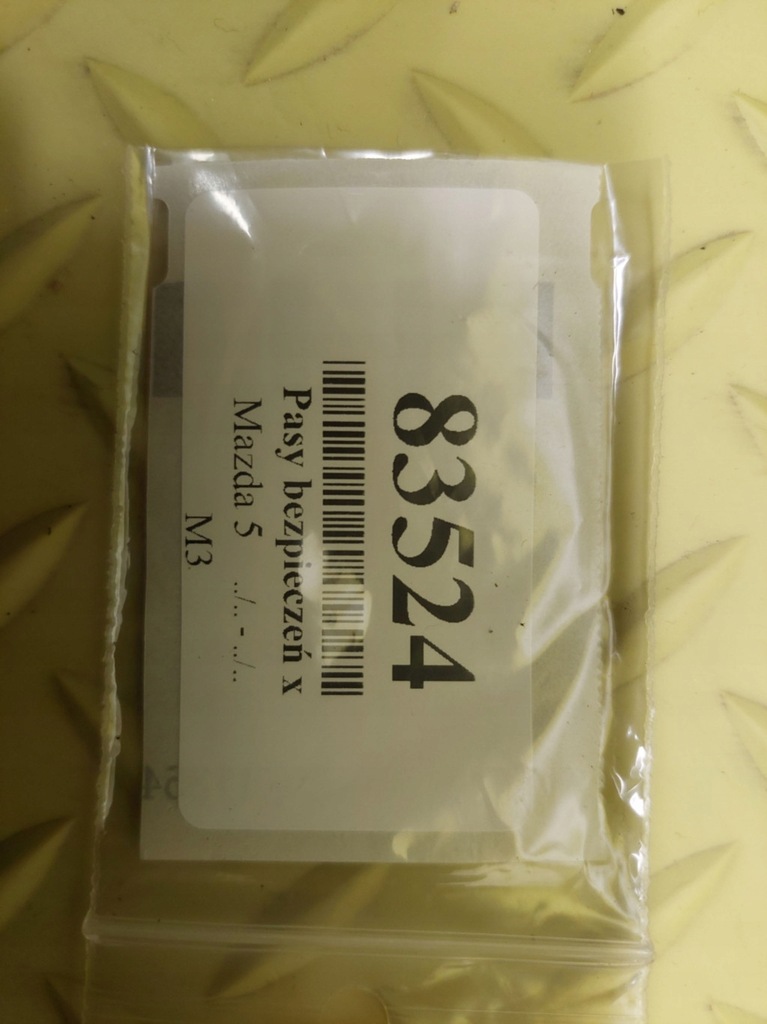 83524
Pasy bezpieczeń x
Mazda 5 ../.. - ../..
M3